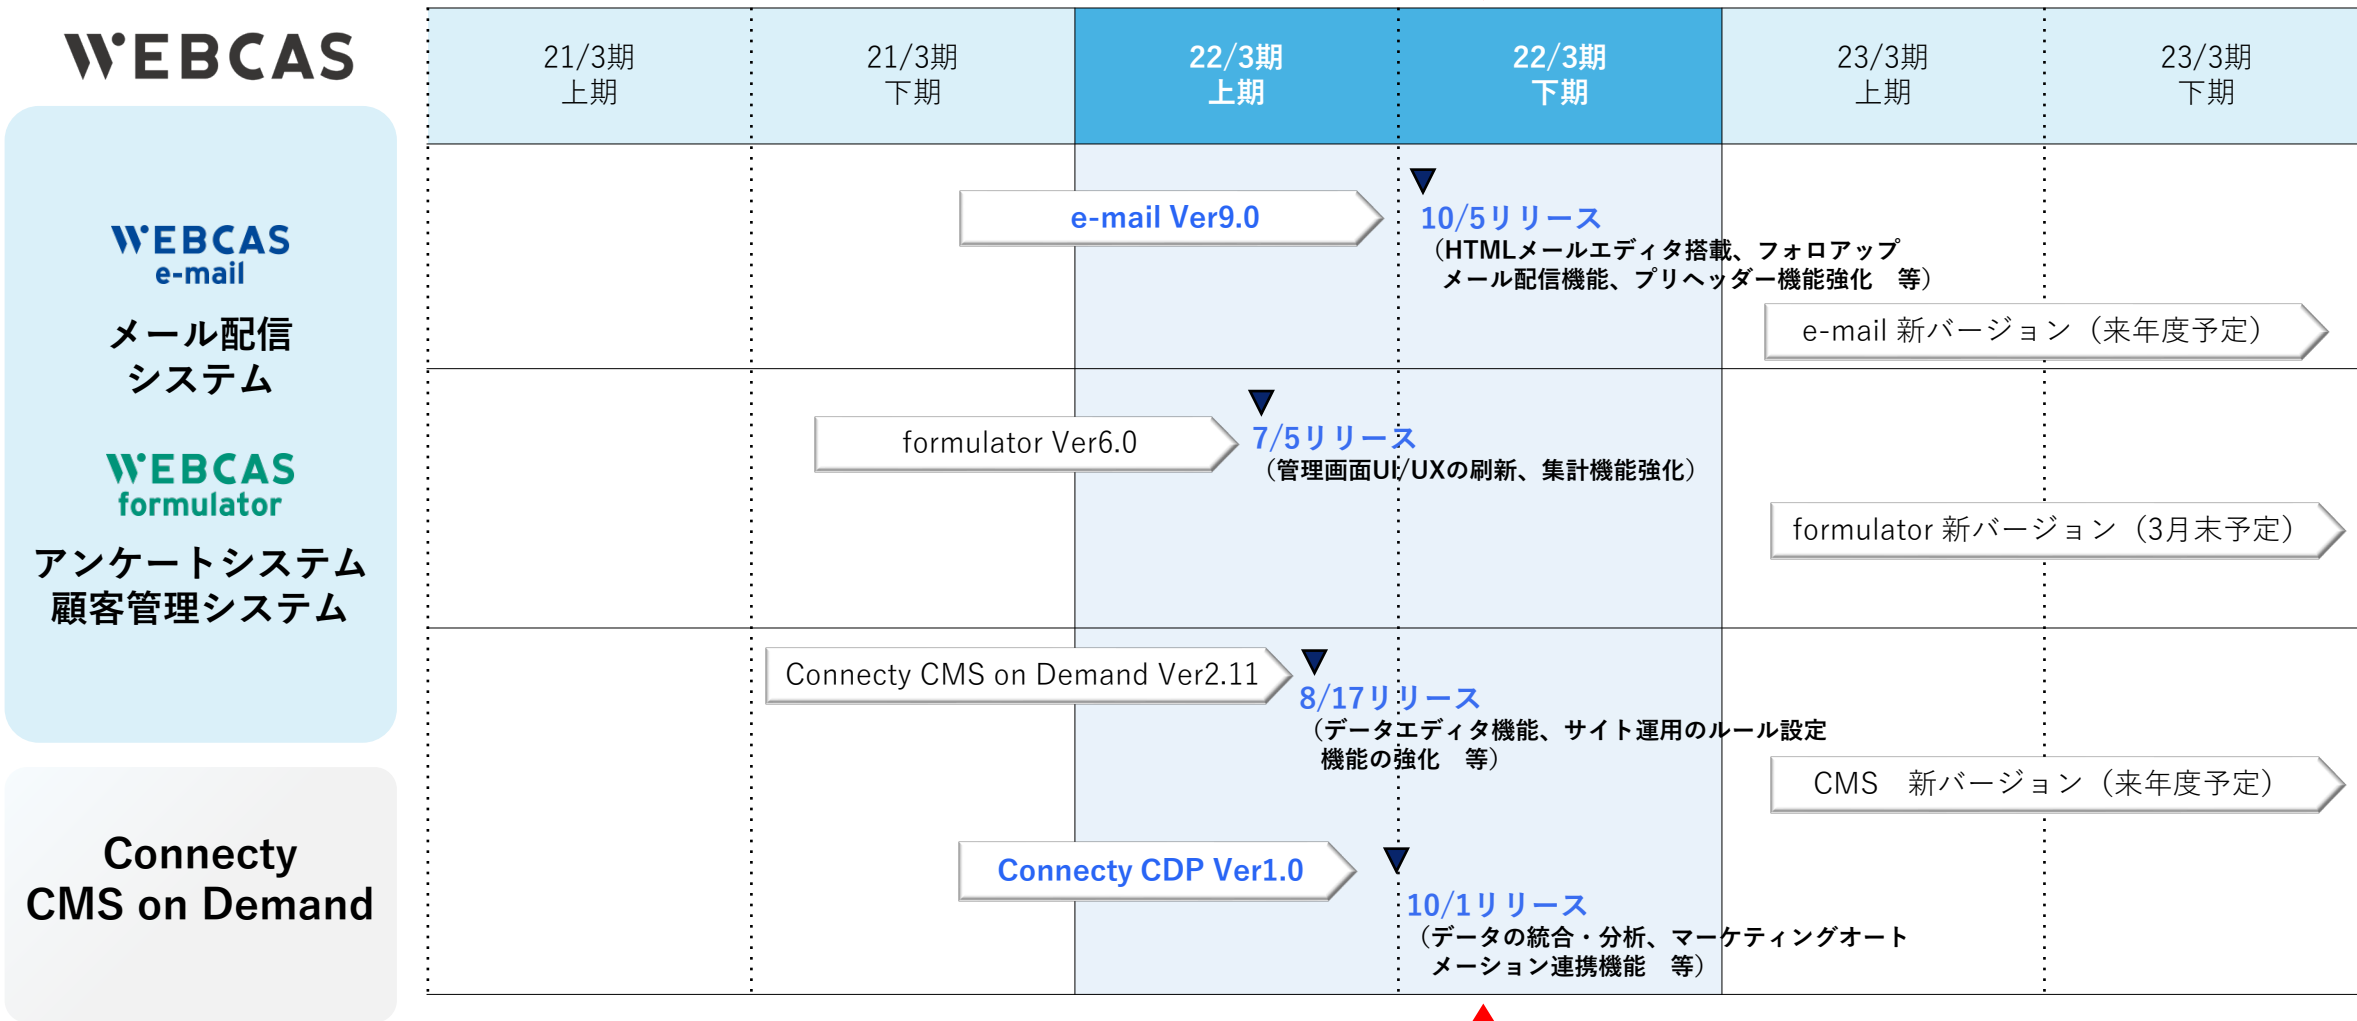 WEBCAS
21/3期
上期
21/3期
下期
22/3期
上期
22/3期
下期
23/3期
上期
23/3期
下期
WEBCAS
e-mail
メール配信
システム
WEBCAS
formulator
アンケートシステム
顧客管理システム
Connecty
CMS on Demand
e-mail Ver9.0
10/5リリース
（HTMLメールエディタ搭載、フォロアップ
メール配信機能、プリヘッダー機能強化　等）
e-mail 新バージョン（来年度予定）
formulator Ver6.0
7/5リリース
（管理画面UI/UXの刷新、集計機能強化）
formulator 新バージョン（3月末予定）
Connecty CMS on Demand Ver2.11
8/17リリース
（データエディタ機能、サイト運用のルール設定
機能の強化　等）
CMS　新バージョン（来年度予定）
Connecty CDP Ver1.0
10/1リリース
（データの統合・分析、マーケティングオート
メーション連携機能　等）